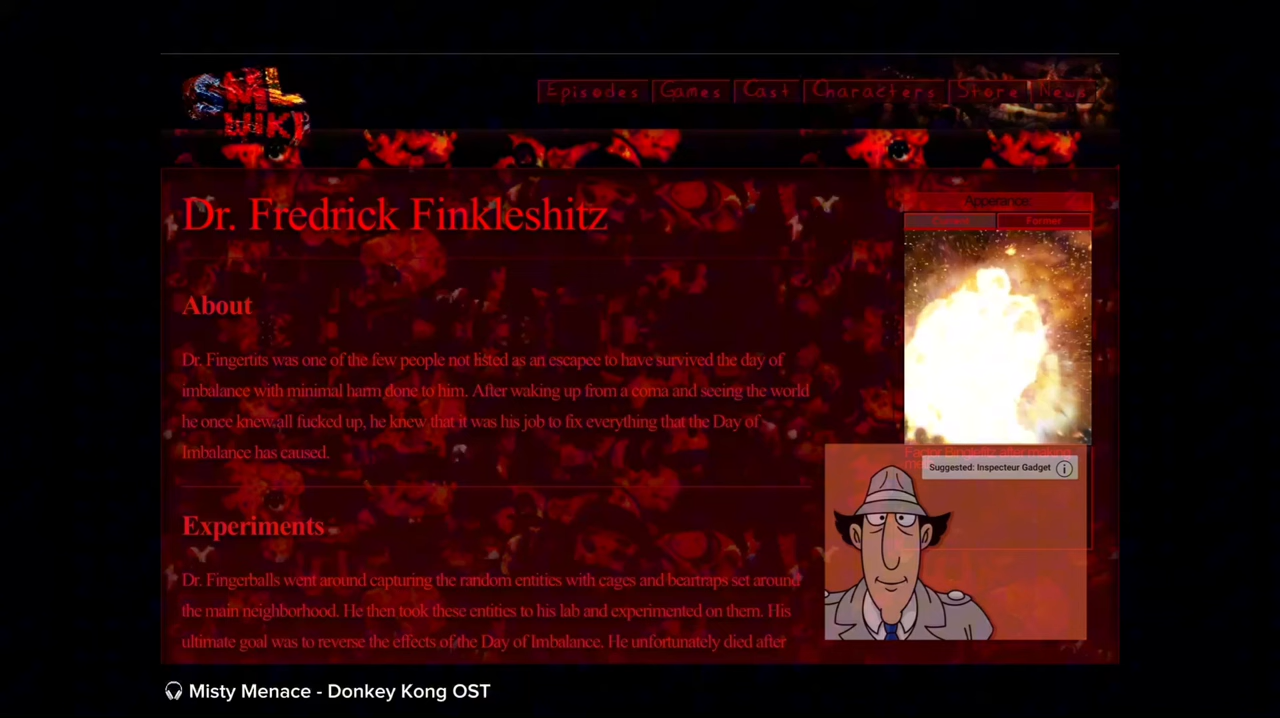 SML
WIKI
Episodes Games Cast Characters Store News
Dr. Fredrick Finkleshitz
Apperance:
Current Former
About
Dr. Fingertits was one of the few people not listed as an escapee to have survived the day of
imbalance with minimal harm done to him. After waking up from a coma and seeing the world
he once knew all fucked up, he knew that it was his job to fix everything that the Day of
Imbalance has caused.
Suggested: Inspecteur Gadget
Experiments
Dr. Fingerballs went around capturing the random entities with cages and beartraps set around
the main neighborhood. He then took these entities to his lab and experimented on them. His
ultimate goal was to reverse the effects of the Day of Imbalance. He unfortunately died after
Misty Menace - Donkey Kong OST